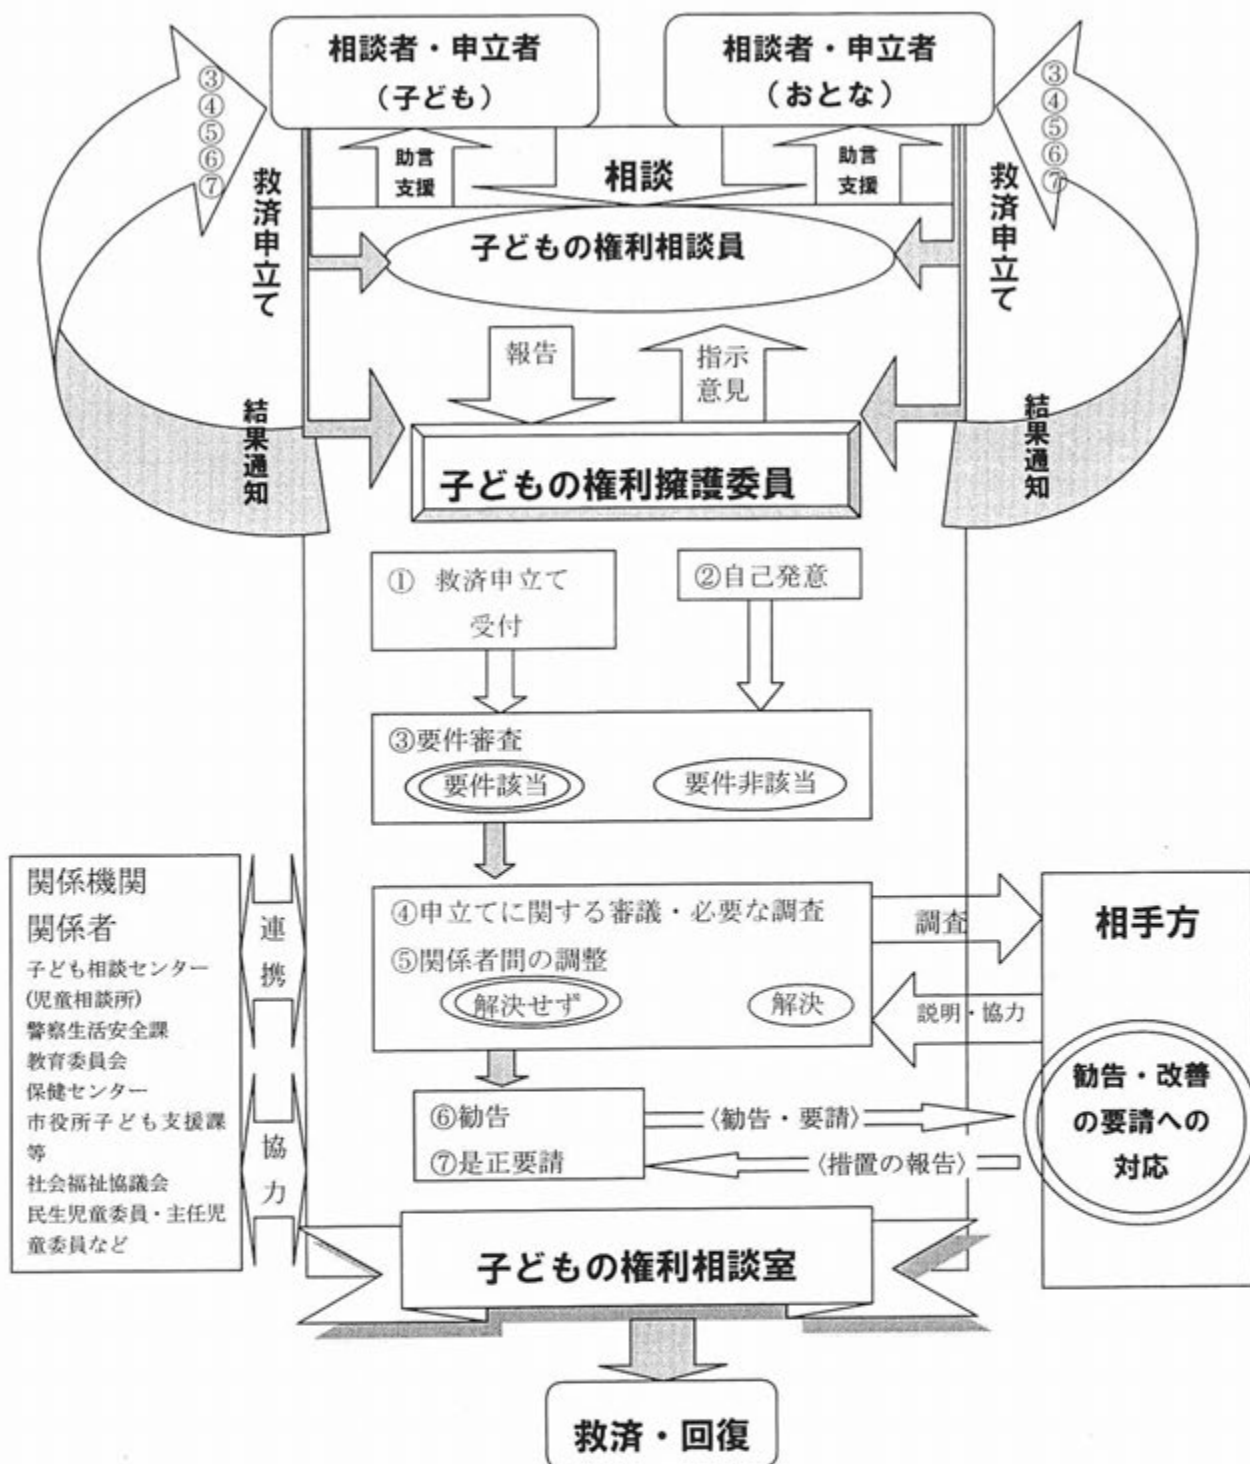 相談者・申立者
（子ども）
相談者・申立者
（おとな）
③
④
⑤
⑥
⑦
③
④
⑤
⑥
⑦
助言
支援
相談
助言
支援
救済申立て
救済申立て
子どもの権利相談員
報告
指示
意見
結果通知
結果通知
子どもの権利擁護委員
① 救済申立て
受付
②自己発意
③要件審査
要件該当
要件非該当
④申立てに関する審議・必要な調査
⑤関係者間の調整
解決せず
解決
調査
説明・協力
相手方
勧告・改善
の要請への
対応
関係機関
関係者
子ども相談センター
(児童相談所)
警察生活安全課
教育委員会
保健センター
市役所子ども支援課
等
社会福祉協議会
民生児童委員・主任児
童委員など
連携
協力
⑥勧告
⑦是正要請
〈勧告・要請〉
〈措置の報告〉
子どもの権利相談室
救済・回復